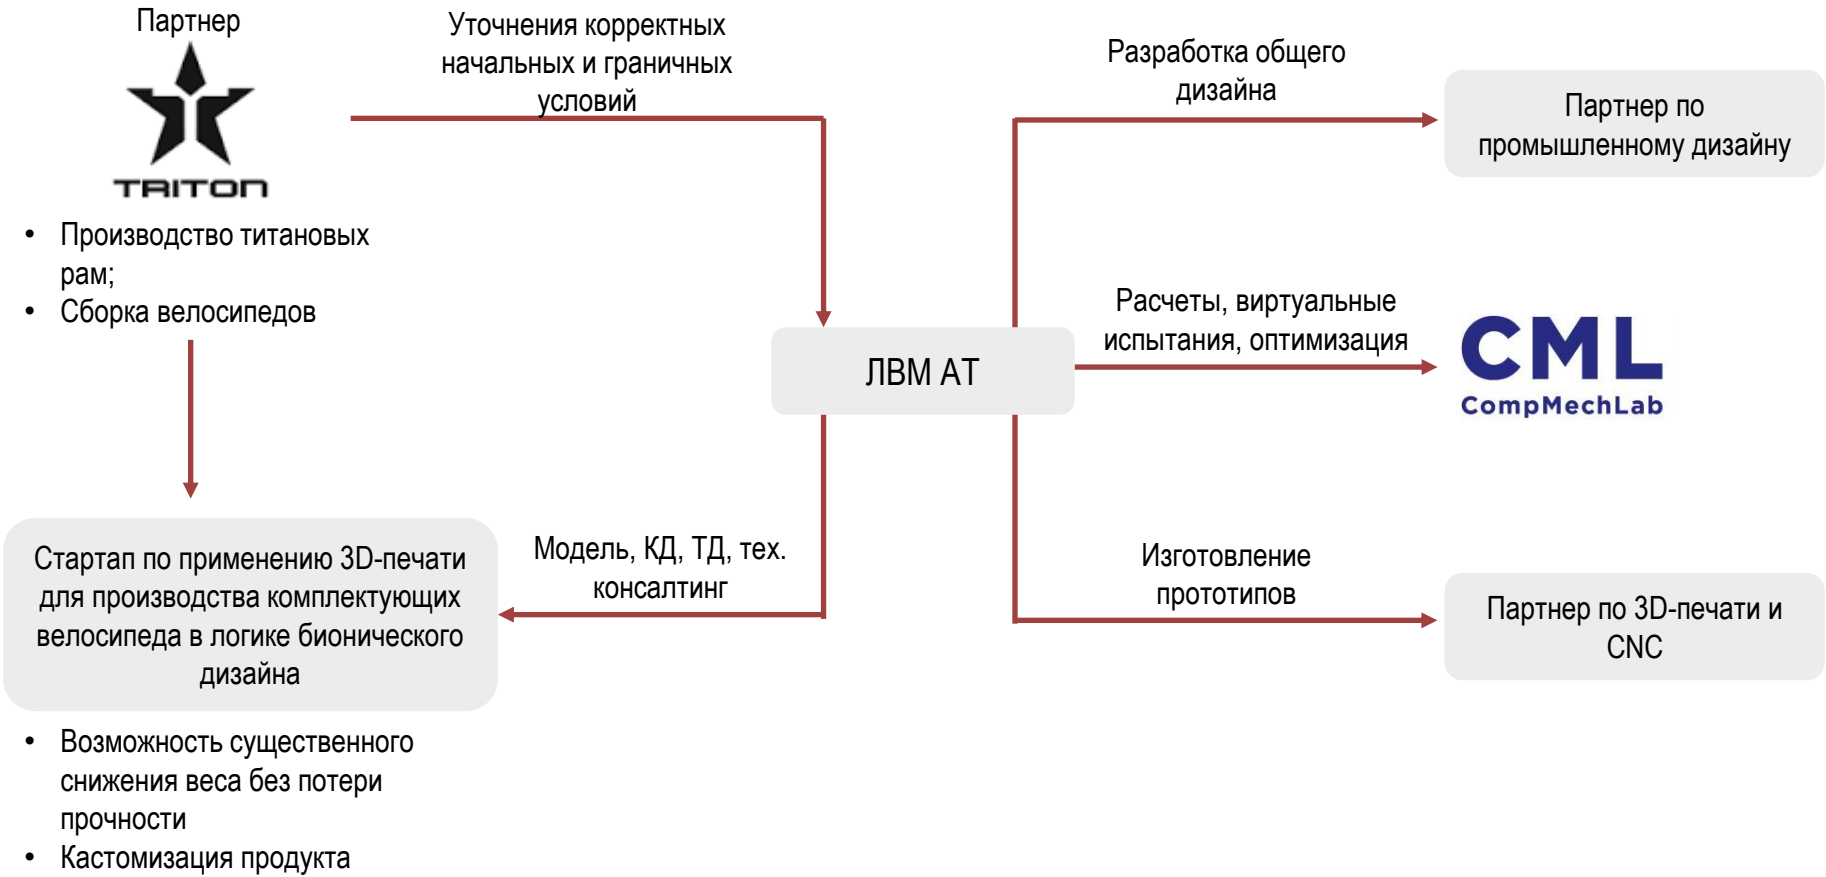 Партнер
TRITON
• Производство титановых
рам;
• Сборка велосипедов
Уточнения корректных
начальных и граничных
условий
Разработка общего
дизайна
Партнер по
промышленному дизайну
ЛВМ АТ
Расчеты, виртуальные
испытания, оптимизация
CML
CompMechLab
Стартап по применению 3D-печати
для производства комплектующих
велосипеда в логике бионического
дизайна
Модель, КД, ТД, тех.
консалтинг
Изготовление
прототипов
Партнер по 3D-печати и
CNC
• Возможность существенного
снижения веса без потери
прочности
• Кастомизация продукта